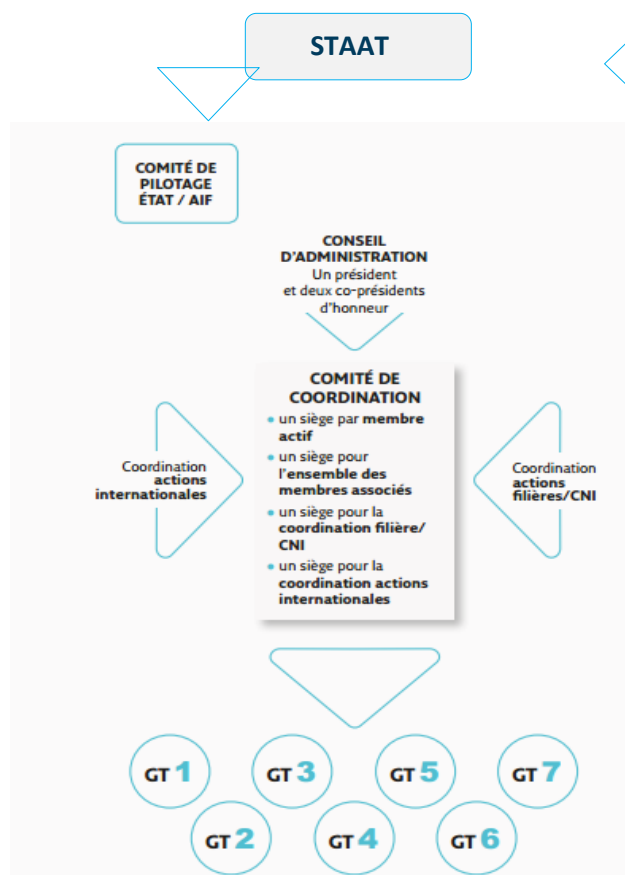 STAAT
COMITÉ DE
PILOTAGE
ÉTAT / AIF
CONSEIL
D'ADMINISTRATION
Un président
et deux co-présidents
d'honneur
COMITÉ DE
COORDINATION
• un siège par membre
actif
• un siège pour
l'ensemble des
membres associés
• un siège pour la
coordination filière/
CNI
• un siège pour la
coordination actions
internationales
Coordination
actions
internationales
Coordination
actions
filières/CNI
GT 1
GT 3
GT 5
GT 7
GT 2
GT 4
GT 6